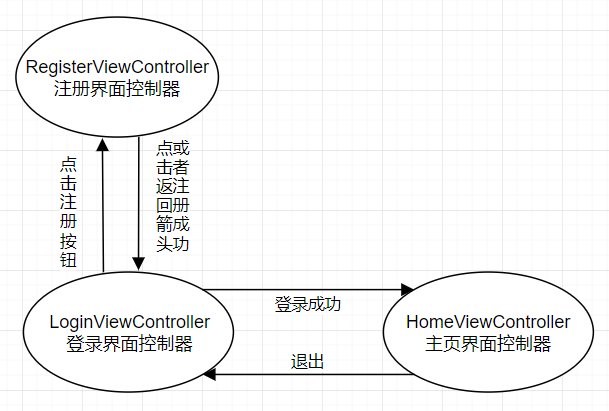 RegisterViewController
注册界面控制器
点击注册按钮
点击返回箭头
或者注册成功
LoginViewController
登录界面控制器
登录成功
HomeViewController
主页界面控制器
退出